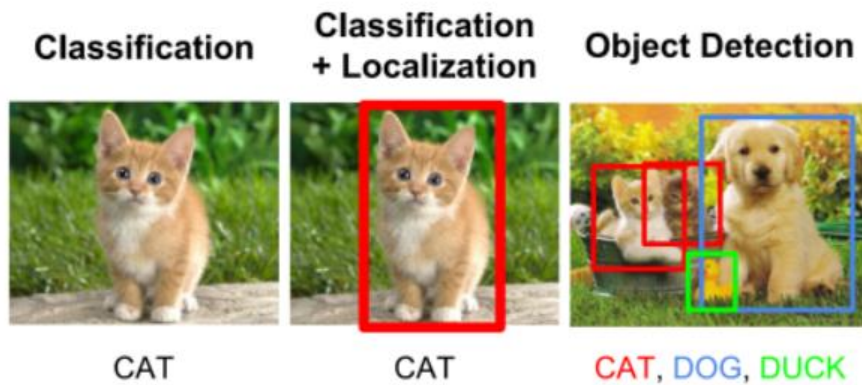 Classification
Classification
+ Localization
Object Detection
CAT
CAT
CAT, DOG, DUCK